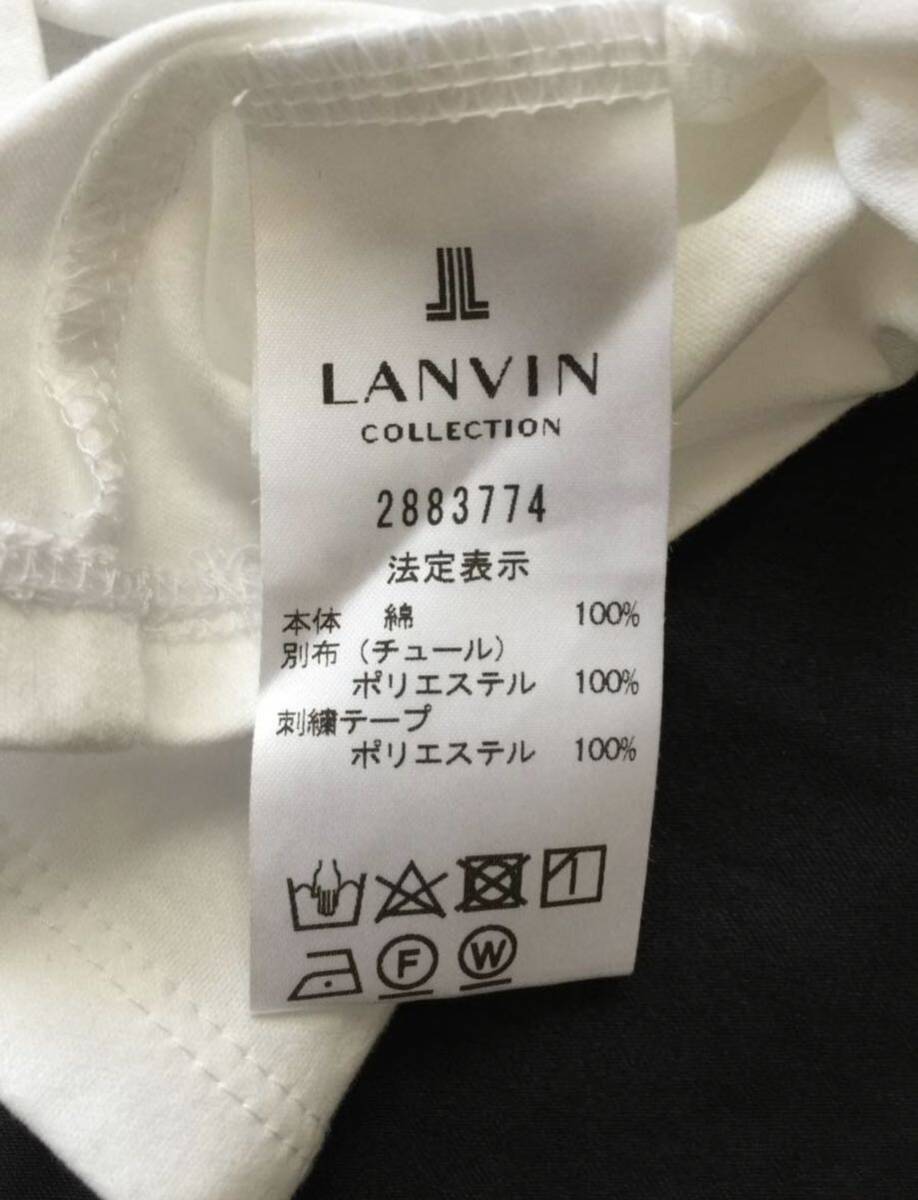 LANVIN
COLLECTION
2883774
法定表示
本体 綿 100%
別布(チュール)
ポリエステル 100%
刺繍テープ
ポリエステル 100%
F W